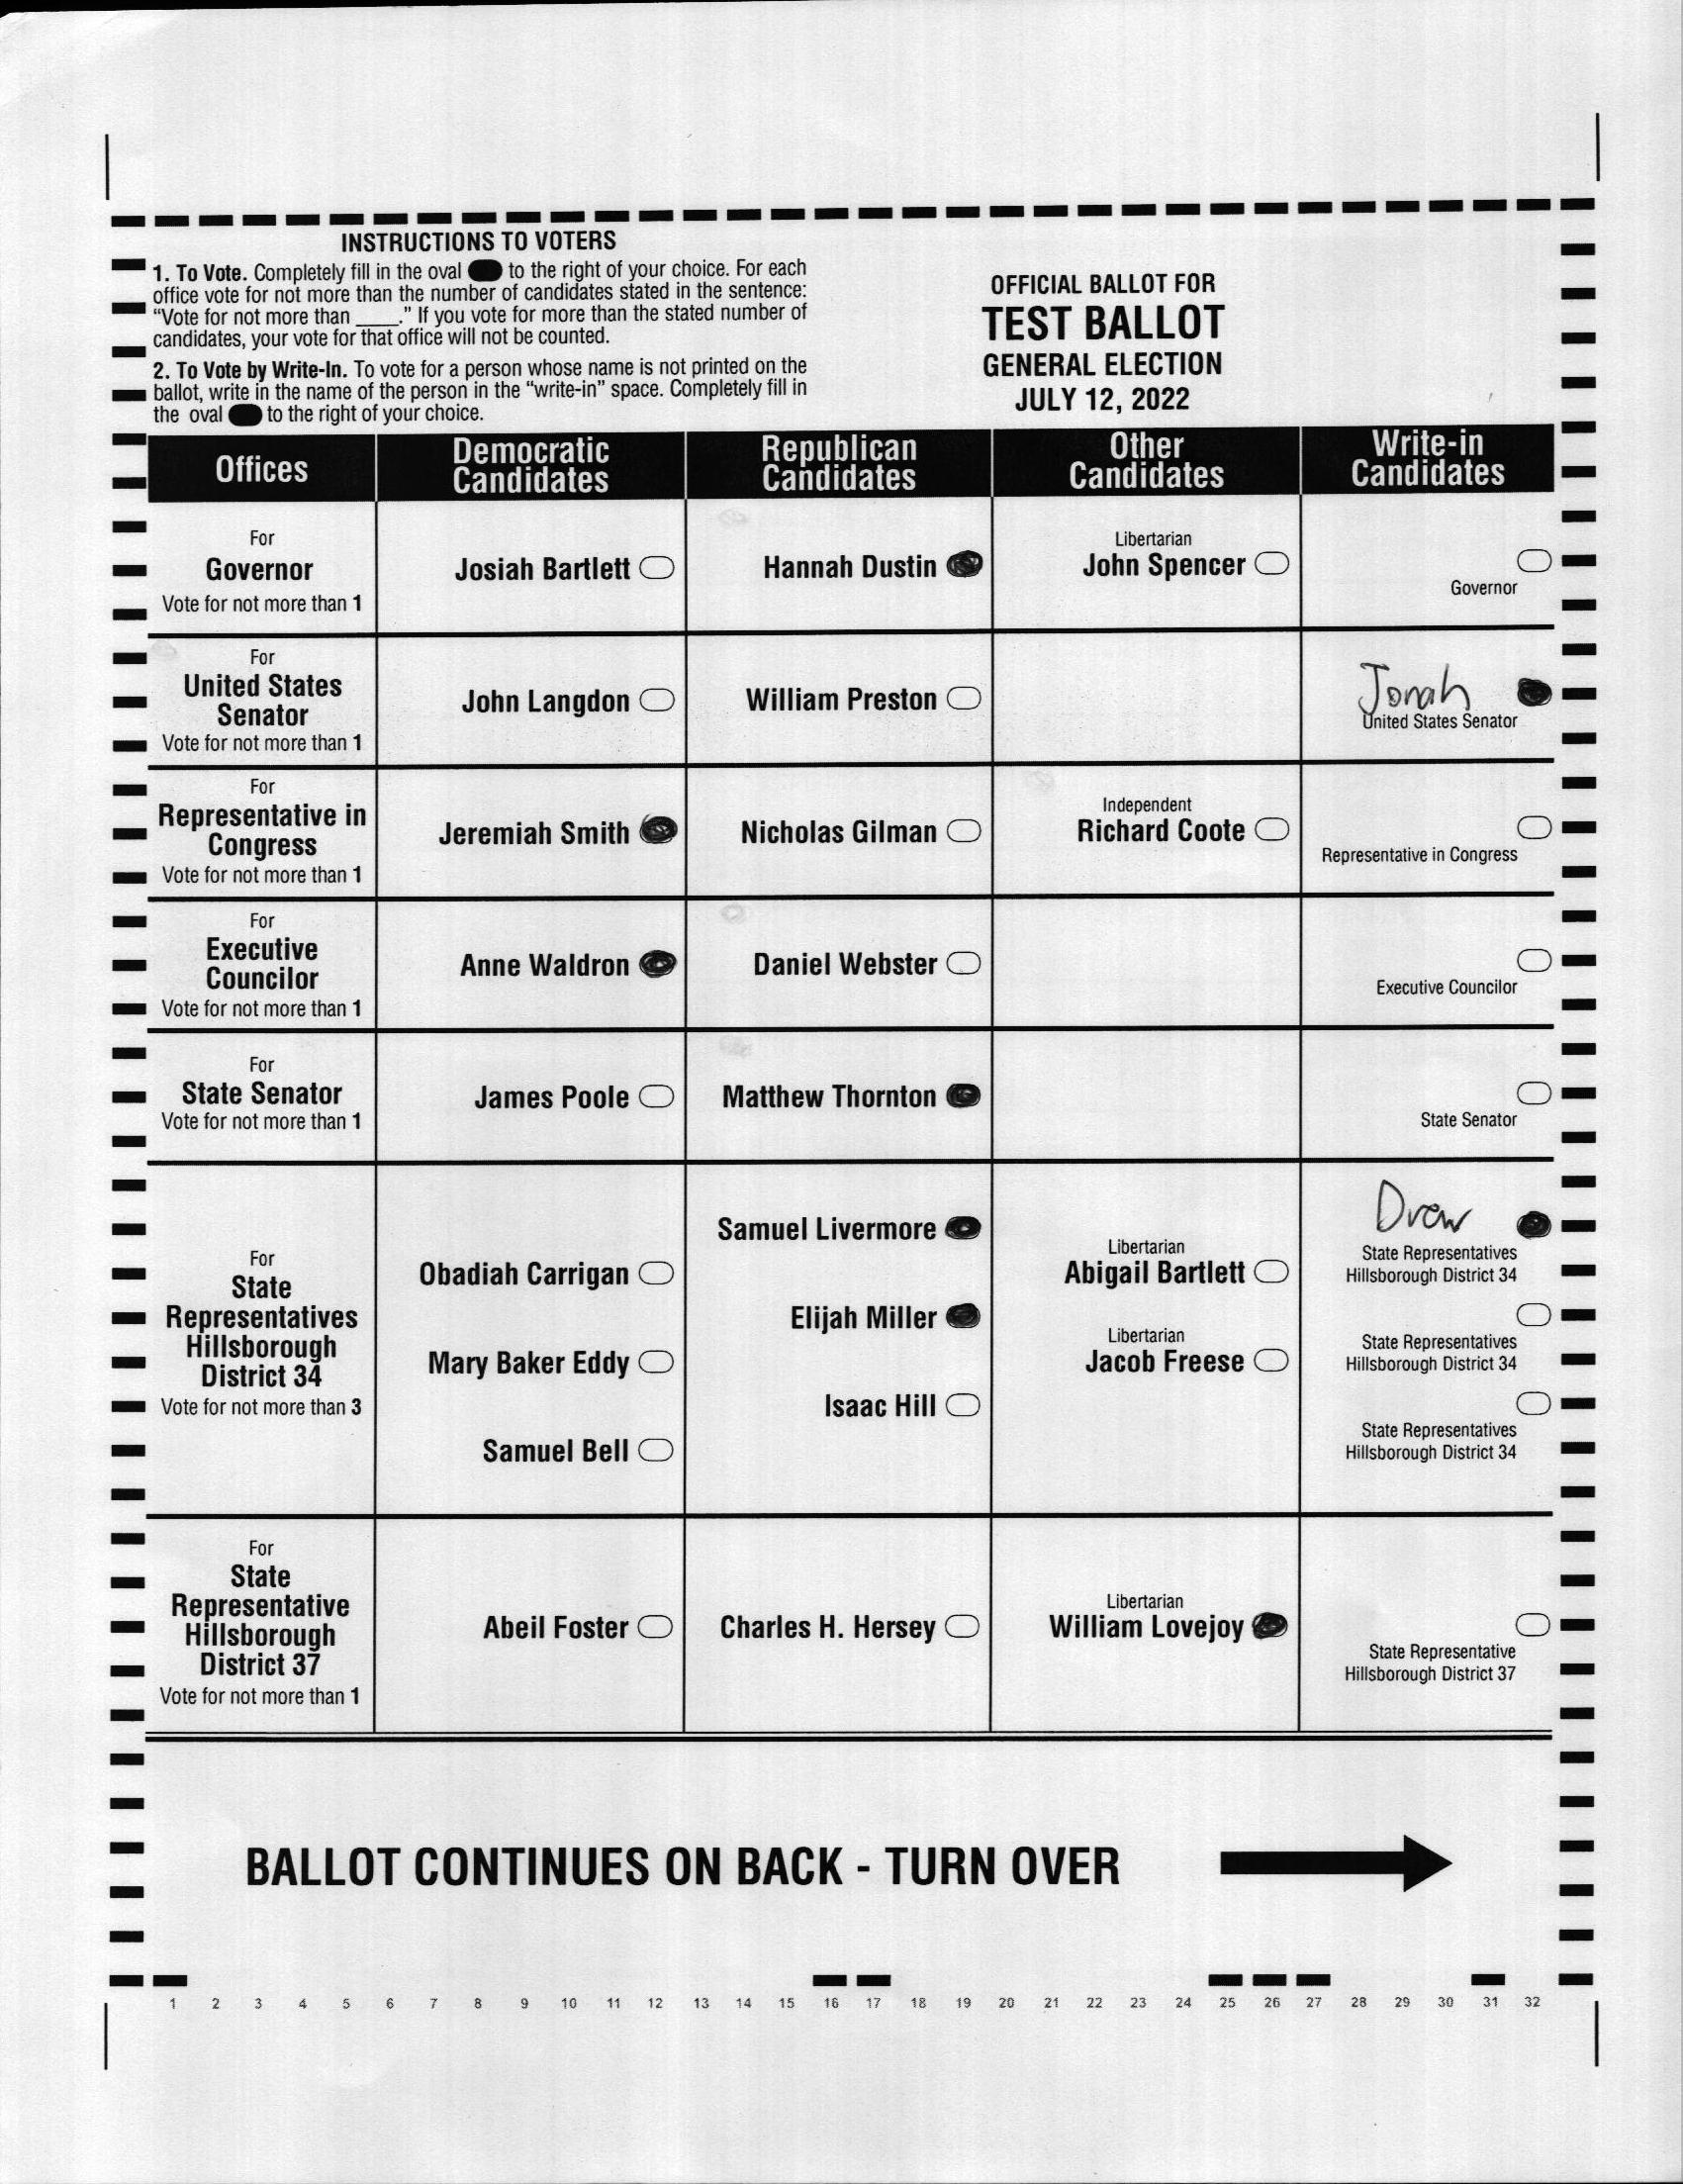 INSTRUCTIONS TO VOTERS
1. To Vote. Completely fill in the oval to the right of your choice. For each
office vote for not more than the number of candidates stated in the sentence:
“Vote for not more than ____.” If you vote for more than the stated number of
candidates, your vote for that office will not be counted.
2. To Vote by Write-In. To vote for a person whose name is not printed on the
ballot, write in the name of the person in the “write-in” space. Completely fill in
the oval to the right of your choice.
OFFICIAL BALLOT FOR
TEST BALLOT
GENERAL ELECTION
JULY 12, 2022
Offices
Democratic
Candidates
Republican
Candidates
Other
Candidates
Write-in
Candidates
For
Governor
Vote for not more than 1
Josiah Bartlett
Hannah Dustin
Libertarian
John Spencer
Governor
For
United States
Senator
Vote for not more than 1
John Langdon
William Preston
Jonah
United States Senator
For
Representative in
Congress
Vote for not more than 1
Jeremiah Smith
Nicholas Gilman
Independent
Richard Coote
Representative in Congress
For
Executive
Councilor
Vote for not more than 1
Anne Waldron
Daniel Webster
Executive Councilor
For
State Senator
Vote for not more than 1
James Poole
Matthew Thornton
State Senator
For
State
Representatives
Hillsborough
District 34
Vote for not more than 3
Obadiah Carrigan
Mary Baker Eddy
Samuel Bell
Samuel Livermore
Elijah Miller
Isaac Hill
Libertarian
Abigail Bartlett
Libertarian
Jacob Freese
Drew
State Representatives
Hillsborough District 34
State Representatives
Hillsborough District 34
State Representatives
Hillsborough District 34
For
State
Representative
Hillsborough
District 37
Vote for not more than 1
Abeil Foster
Charles H. Hersey
Libertarian
William Lovejoy
State Representative
Hillsborough District 37
BALLOT CONTINUES ON BACK - TURN OVER
1 2 3 4 5 6 7 8 9 10 11 12 13 14 15 16 17 18 19 20 21 22 23 24 25 26 27 28 29 30 31 32